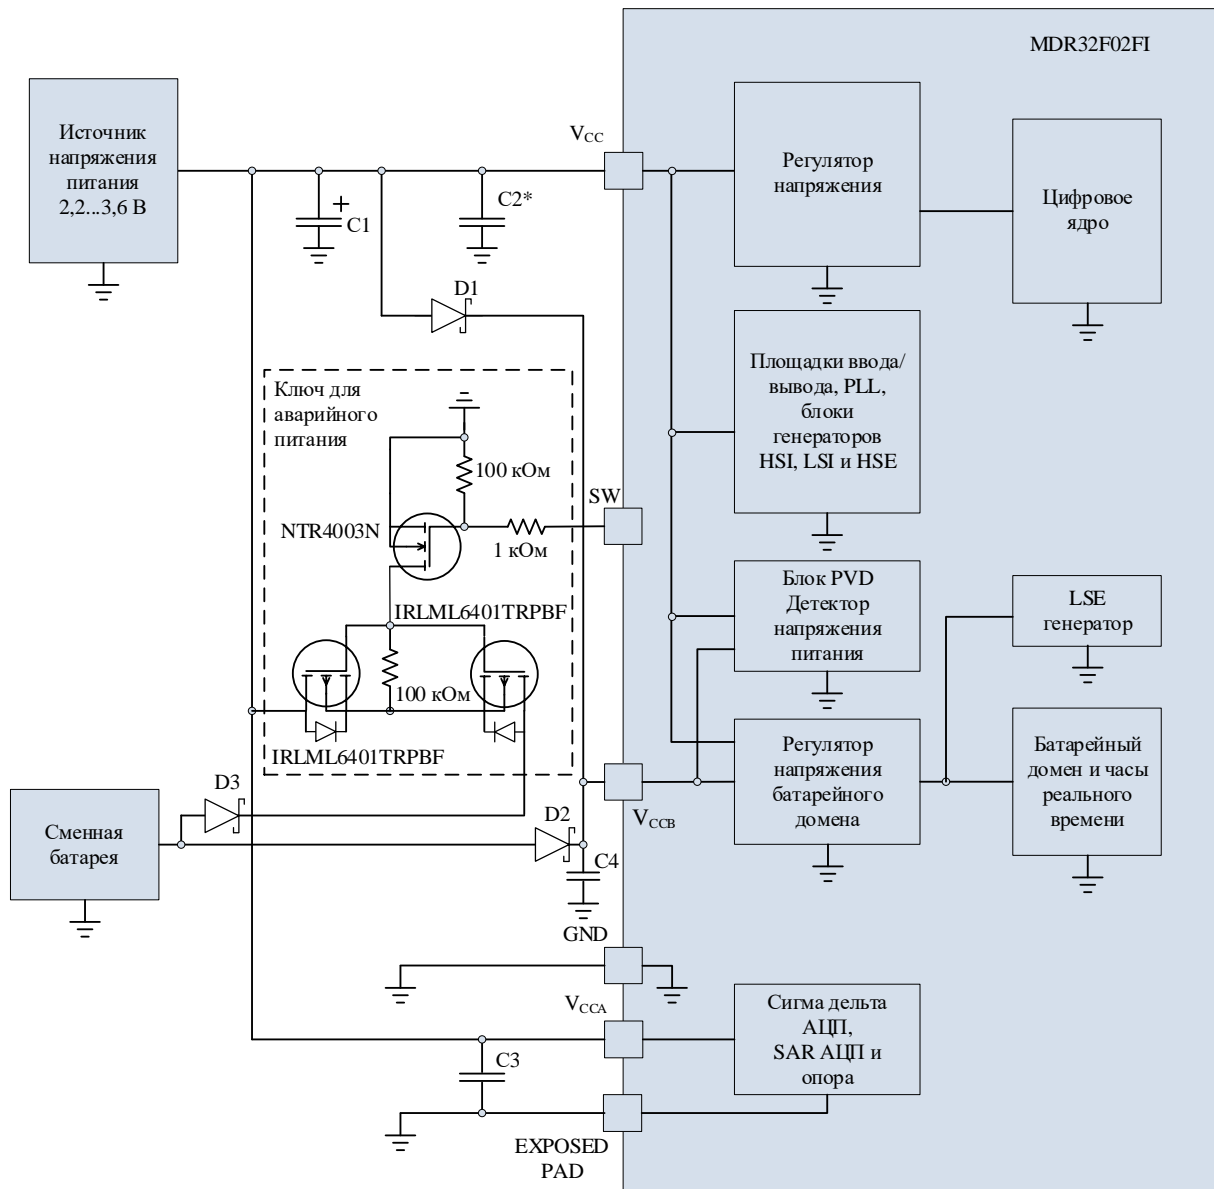 MDR32F02FI
Источник
напряжения
питания
2,2...3,6 В
VCC
Регулятор
напряжения
Цифровое
ядро
+
C1
C2*
D1
Площадки ввода/
вывода, PLL,
блоки
генераторов
HSI, LSI и HSE
Ключ для
аварийного
питания
100 кОм
SW
NTR4003N
1 кОм
Блок PVD
Детектор
напряжения
питания
LSE
генератор
IRLML6401TRPBF
100 кОм
IRLML6401TRPBF
Регулятор
напряжения
батарейного
домена
Батарейный
домен и часы
реального
времени
D3
D2
VCCB
Сменная
батарея
C4
GND
VCCA
Сигма дельта
АЦП,
SAR АЦП и
опора
C3
EXPOSED
PAD